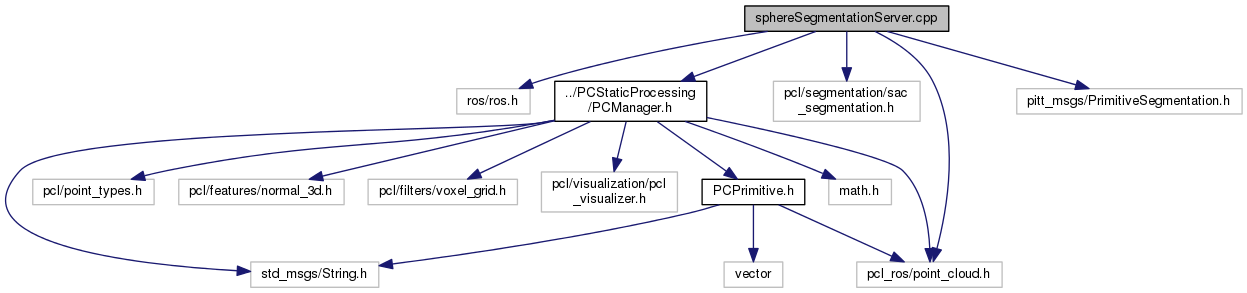 sphereSegmentationServer.cpp
ros/ros.h
../PCStaticProcessing
/PCManager.h
pcl/segmentation/sac
_segmentation.h
pitt_msgs/PrimitiveSegmentation.h
pcl/point_types.h
pcl/features/normal_3d.h
pcl/filters/voxel_grid.h
pcl/visualization/pcl
_visualizer.h
PCPrimitive.h
math.h
std_msgs/String.h
vector
pcl_ros/point_cloud.h